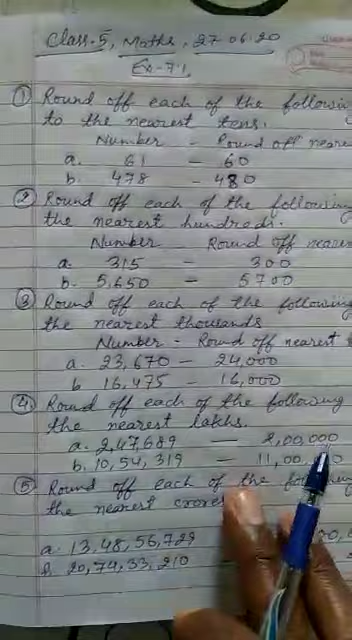 Class-5, Maths, 27.06.20
Ex-7.1
① Round off each of the following
to the nearest tens.
Number - Round off neare
a. 61 - 60
b. 478 - 480
② Round off each of the following
the nearest hundreds.
Number Round off neares
a. 315 - 300
b. 5,650 - 5700
③ Round off each of the following
the nearest thousands
Number - Round off nearest t
a. 23,670 - 24,000
b. 16,475 - 16,000
④ Round off each of the following
the nearest lakhs.
a. 2,47,689 - 2,00,000
b. 10,54,319 - 11,00,
⑤ Round off each of the following
the nearest crores
a. 13,48,56,729
b. 20,74,33,210